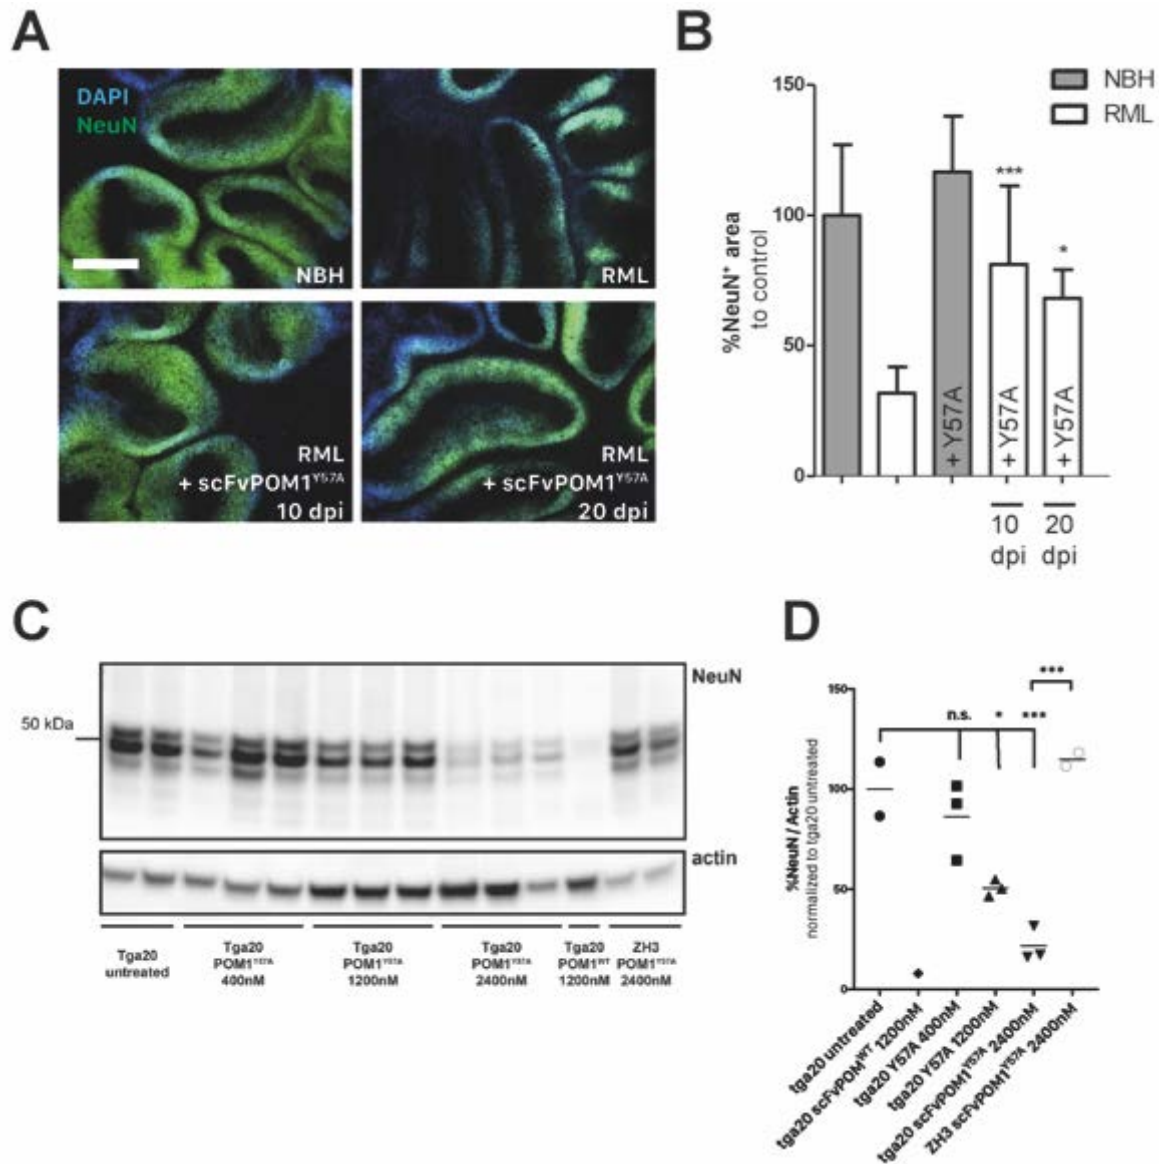 A
DAPI
NeuN
NBH
RML
RML
+ scFvPOM1Y57A
10 dpi
RML
+ scFvPOM1Y57A
20 dpi
B
NBH
RML
150
100
50
0
%NeuN+ area
to control
***
*
+ Y57A
+ Y57A
+ Y57A
10
dpi
20
dpi
C
NeuN
50 kDa
actin
Tga20
untreated
Tga20
POM1Y57A
400nM
Tga20
POM1Y57A
1200nM
Tga20
POM1Y57A
2400nM
Tga20
POM1WT
1200nM
ZH3
POM1Y57A
2400nM
D
***
n.s.
*
***
150
100
50
0
%NeuN/Actin
normalized to tga20 untreated
tga20 untreated
tga20 scFvPOMWT 1200nM
tga20 Y57A 400nM
tga20 Y57A 1200nM
tga20 scFvPOM1Y57A 2400nM
ZH3 scFvPOM1Y57A 2400nM